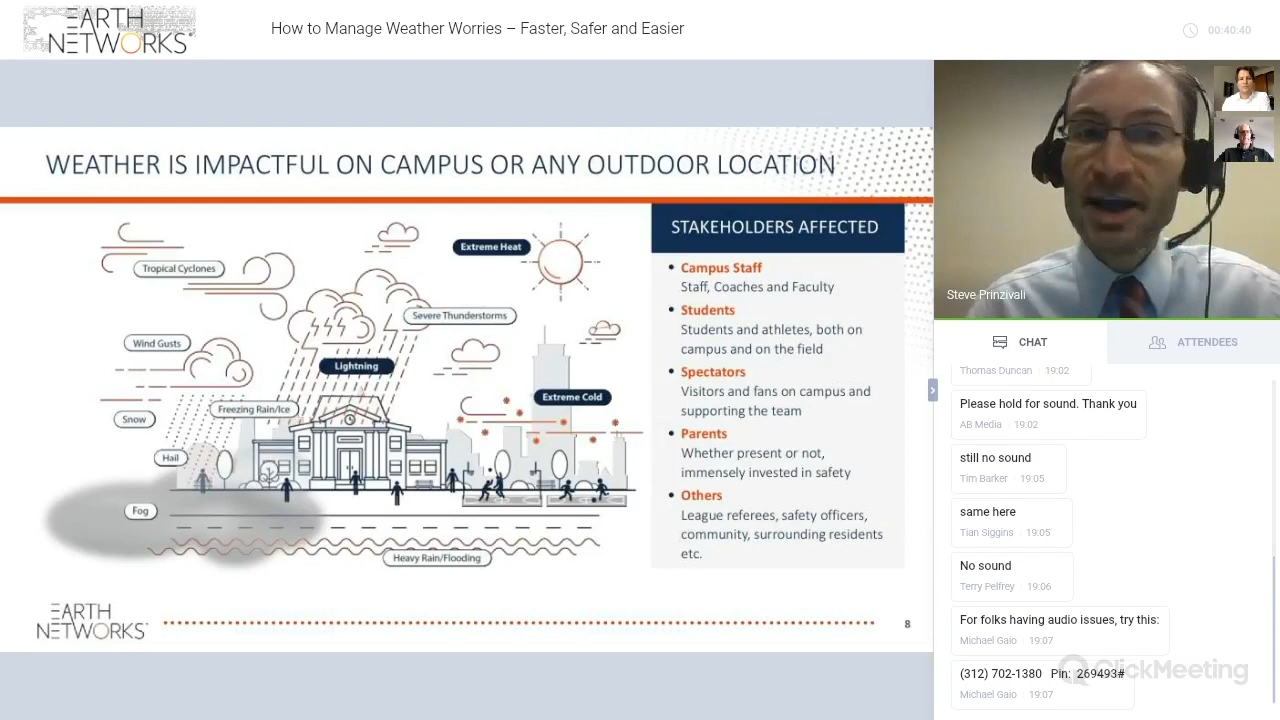 EARTH
NETWORKS
How to Manage Weather Worries – Faster, Safer and Easier
00:40:40
WEATHER IS IMPACTFUL ON CAMPUS OR ANY OUTDOOR LOCATION
Tropical Cyclones
Extreme Heat
Severe Thunderstorms
Wind Gusts
Lightning
Extreme Cold
Freezing Rain/Ice
Snow
Hail
Fog
Heavy Rain/Flooding
STAKEHOLDERS AFFECTED
• Campus Staff
Staff, Coaches and Faculty
• Students
Students and athletes, both on
campus and on the field
• Spectators
Visitors and fans on campus and
supporting the team
• Parents
Whether present or not,
immensely invested in safety
• Others
League referees, safety officers,
community, surrounding residents
etc.
EARTH
NETWORKS
8
Steve Prinzivali
CHAT
ATTENDEES
Thomas Duncan 19:02
Please hold for sound. Thank you
AB Media 19:02
still no sound
Tim Barker 19:05
same here
Tian Siggins 19:05
No sound
Terry Pelfrey 19:06
For folks having audio issues, try this:
Michael Gaio 19:07
(312) 702-1380 Pin: 269493#
Michael Gaio 19:07
ClickMeeting